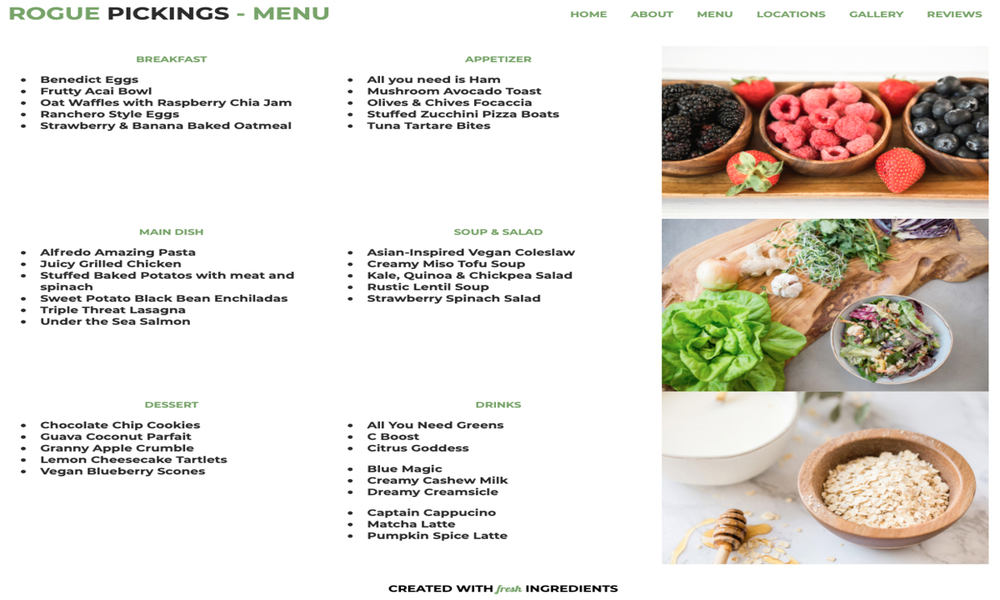 ROGUE PICKINGS - MENU
HOME ABOUT MENU LOCATIONS GALLERY REVIEWS
BREAKFAST
Benedict Eggs
Frutty Acai Bowl
Oat Waffles with Raspberry Chia Jam
Ranchero Style Eggs
Strawberry & Banana Baked Oatmeal
APPETIZER
All you need is Ham
Mushroom Avocado Toast
Olives & Chives Focaccia
Stuffed Zucchini Pizza Boats
Tuna Tartare Bites
MAIN DISH
Alfredo Amazing Pasta
Juicy Grilled Chicken
Stuffed Baked Potatos with meat and
spinach
Sweet Potato Black Bean Enchiladas
Triple Threat Lasagna
Under the Sea Salmon
SOUP & SALAD
Asian-Inspired Vegan Coleslaw
Creamy Miso Tofu Soup
Kale, Quinoa & Chickpea Salad
Rustic Lentil Soup
Strawberry Spinach Salad
DESSERT
Chocolate Chip Cookies
Guava Coconut Parfait
Granny Apple Crumble
Lemon Cheesecake Tartlets
Vegan Blueberry Scones
DRINKS
All You Need Greens
C Boost
Citrus Goddess
Blue Magic
Creamy Cashew Milk
Dreamy Creamsicle
Captain Cappucino
Matcha Latte
Pumpkin Spice Latte
CREATED WITH fresh INGREDIENTS